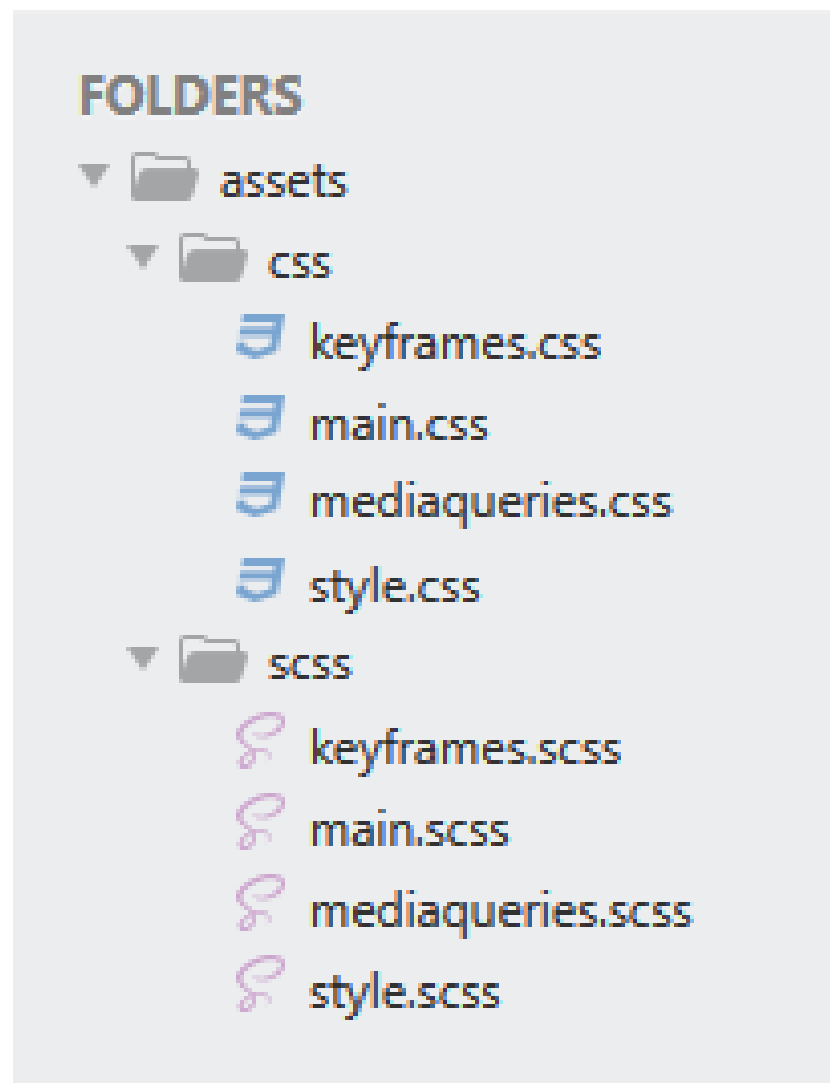 FOLDERS
assets
css
keyframes.css
main.css
mediaqueries.css
style.css
scss
keyframes.scss
main.scss
mediaqueries.scss
style.scss